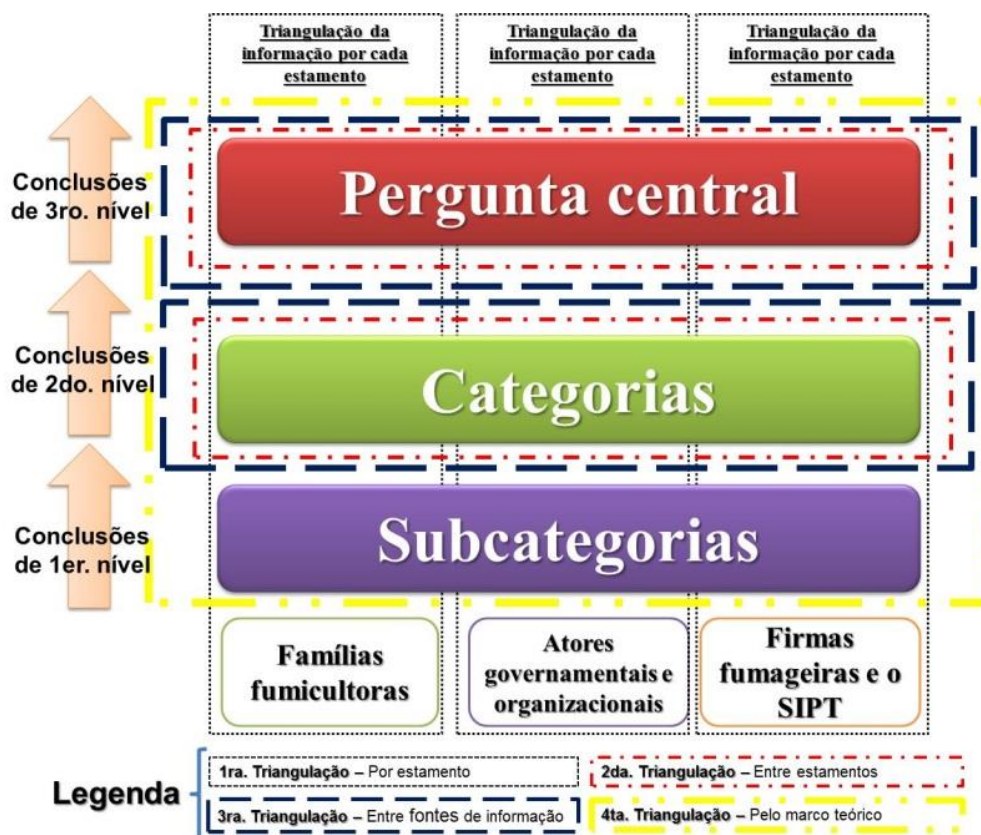 Triangulação da
informação por cada
estamento
Triangulação da
informação por cada
estamento
Triangulação da
informação por cada
estamento
Conclusões
de 3ro. nível
Pergunta central
Conclusões
de 2do. nível
Categorias
Conclusões
de 1er. nível
Subcategorias
Famílias
fumicultoras
Atores
governamentais e
organizacionais
Firmas
fumageiras e o
SIPT
Legenda
1ra. Triangulação – Por estamento
2da. Triangulação – Entre estamentos
3ra. Triangulação – Entre fontes de informação
4ta. Triangulação – Pelo marco teórico